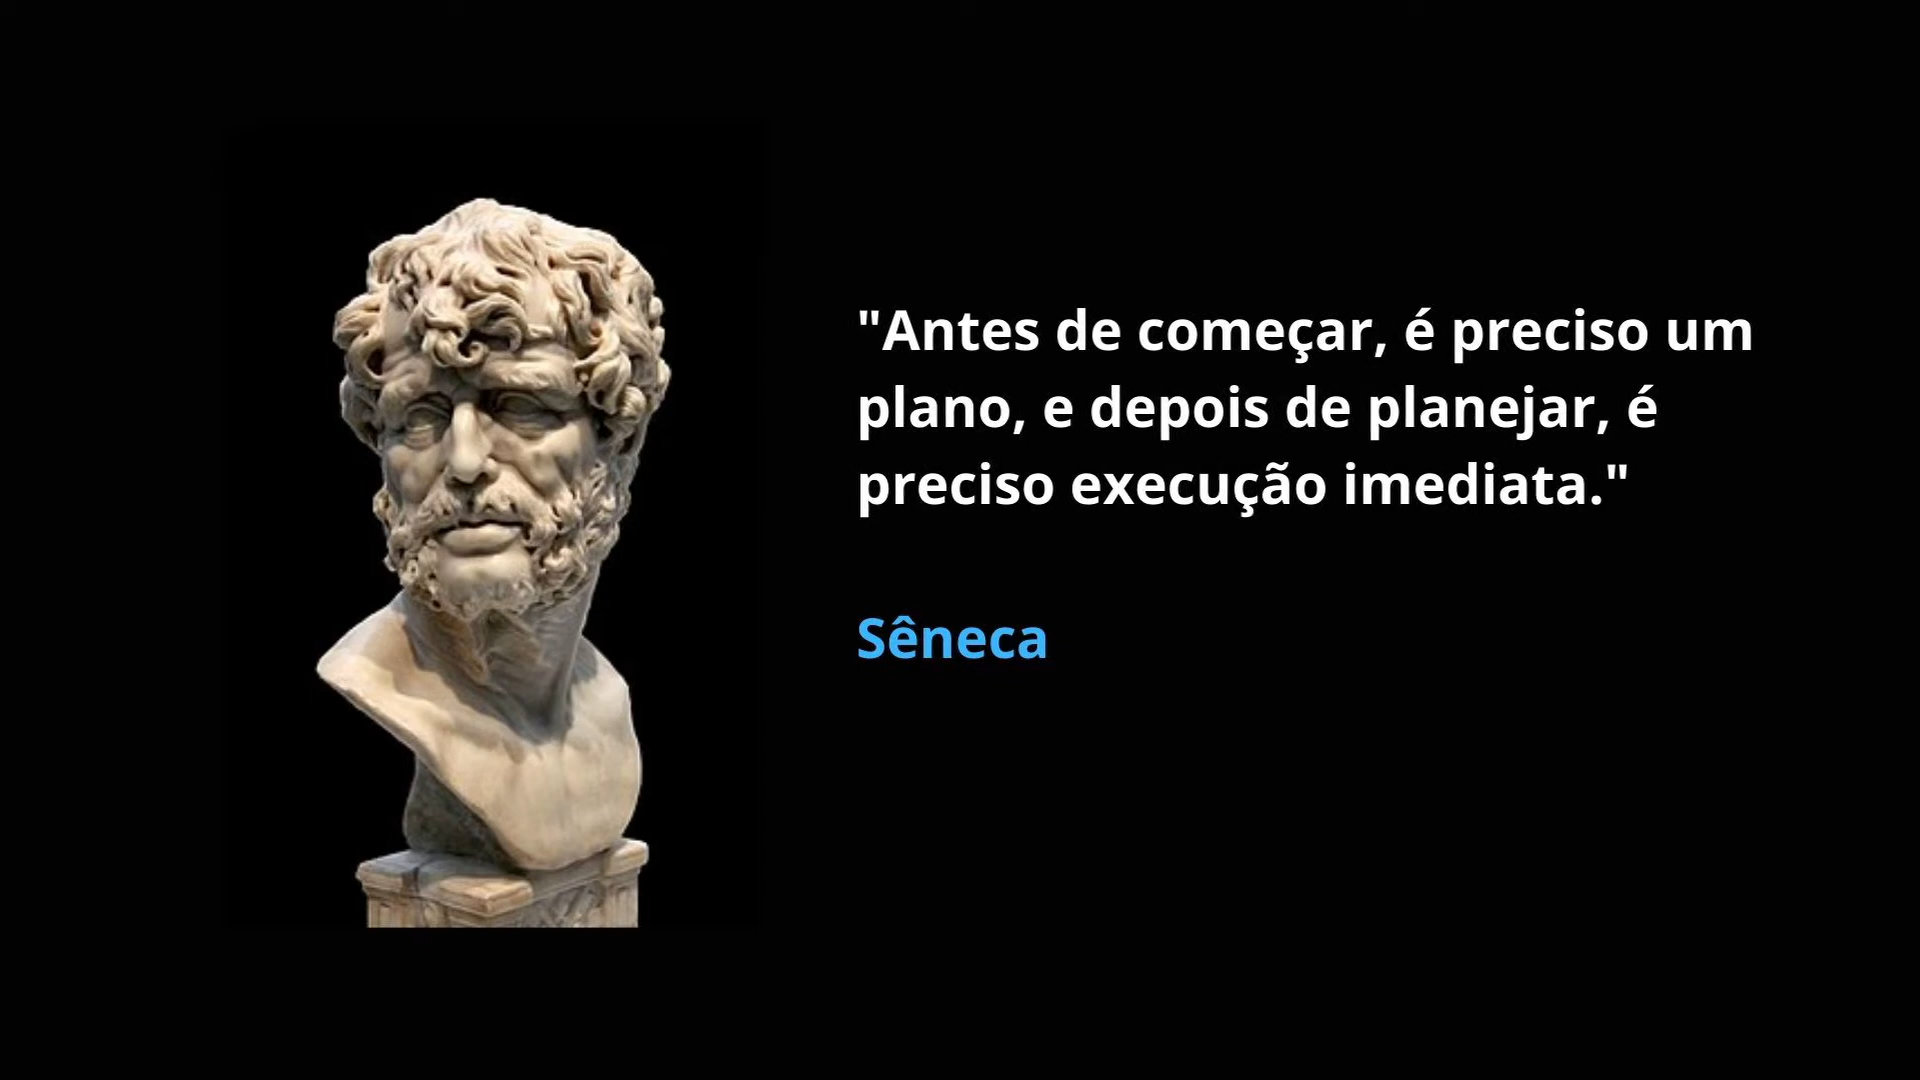 "Antes de começar, é preciso um
plano, e depois de planejar, é
preciso execução imediata."
Sêneca